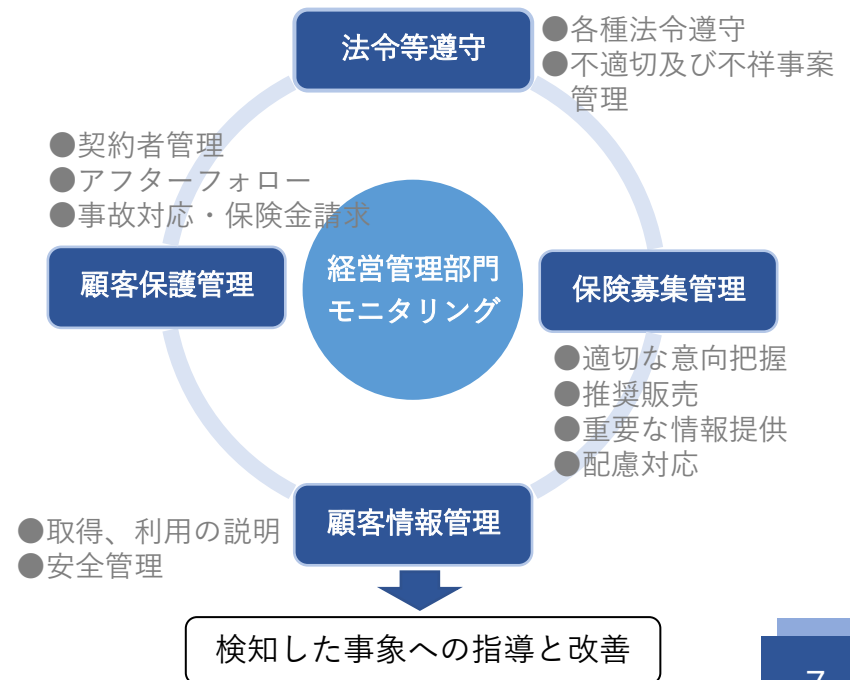 法令等遵守
●各種法令遵守
●不適切及び不祥事案
管理
●契約者管理
●アフターフォロー
●事故対応・保険金請求
顧客保護管理
経営管理部門
モニタリング
保険募集管理
●適切な意向把握
●推奨販売
●重要な情報提供
●配慮対応
顧客情報管理
●取得、利用の説明
●安全管理
検知した事象への指導と改善
7